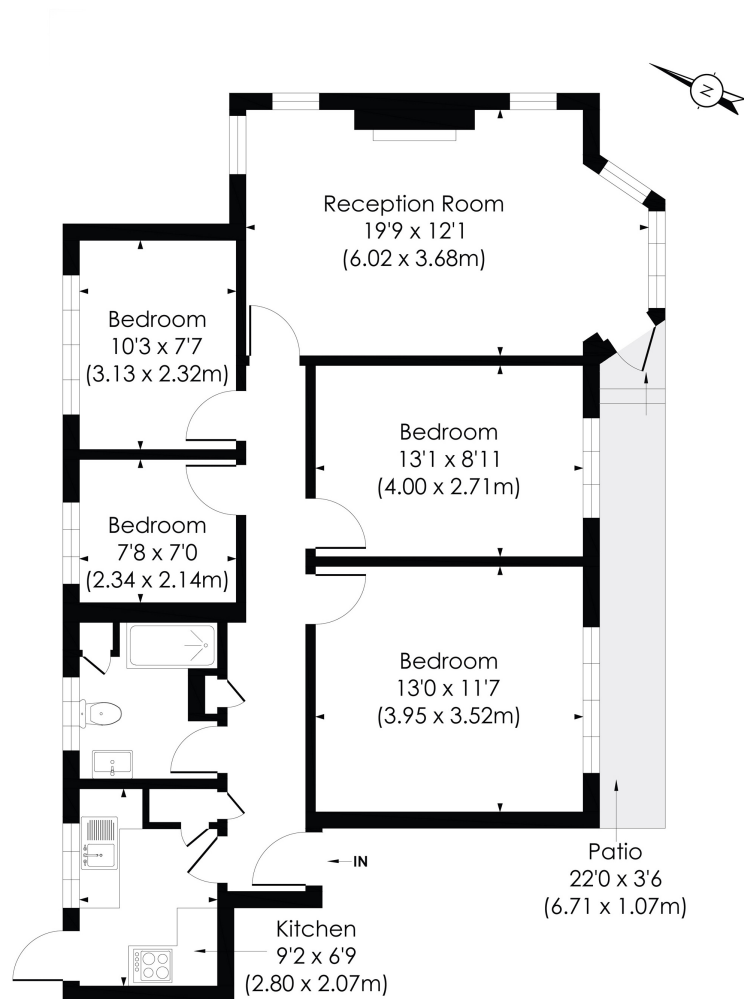 N
Reception Room
19'9 x 12'1
(6.02 x 3.68m)
Bedroom
10'3 x 7'7
(3.13 x 2.32m)
Bedroom
13'1 x 8'11
(4.00 x 2.71m)
Bedroom
7'8 x 7'0
(2.34 x 2.14m)
Bedroom
13'0 x 11'7
(3.95 x 3.52m)
IN
Patio
22'0 x 3'6
(6.71 x 1.07m)
Kitchen
9'2 x 6'9
(2.80 x 2.07m)